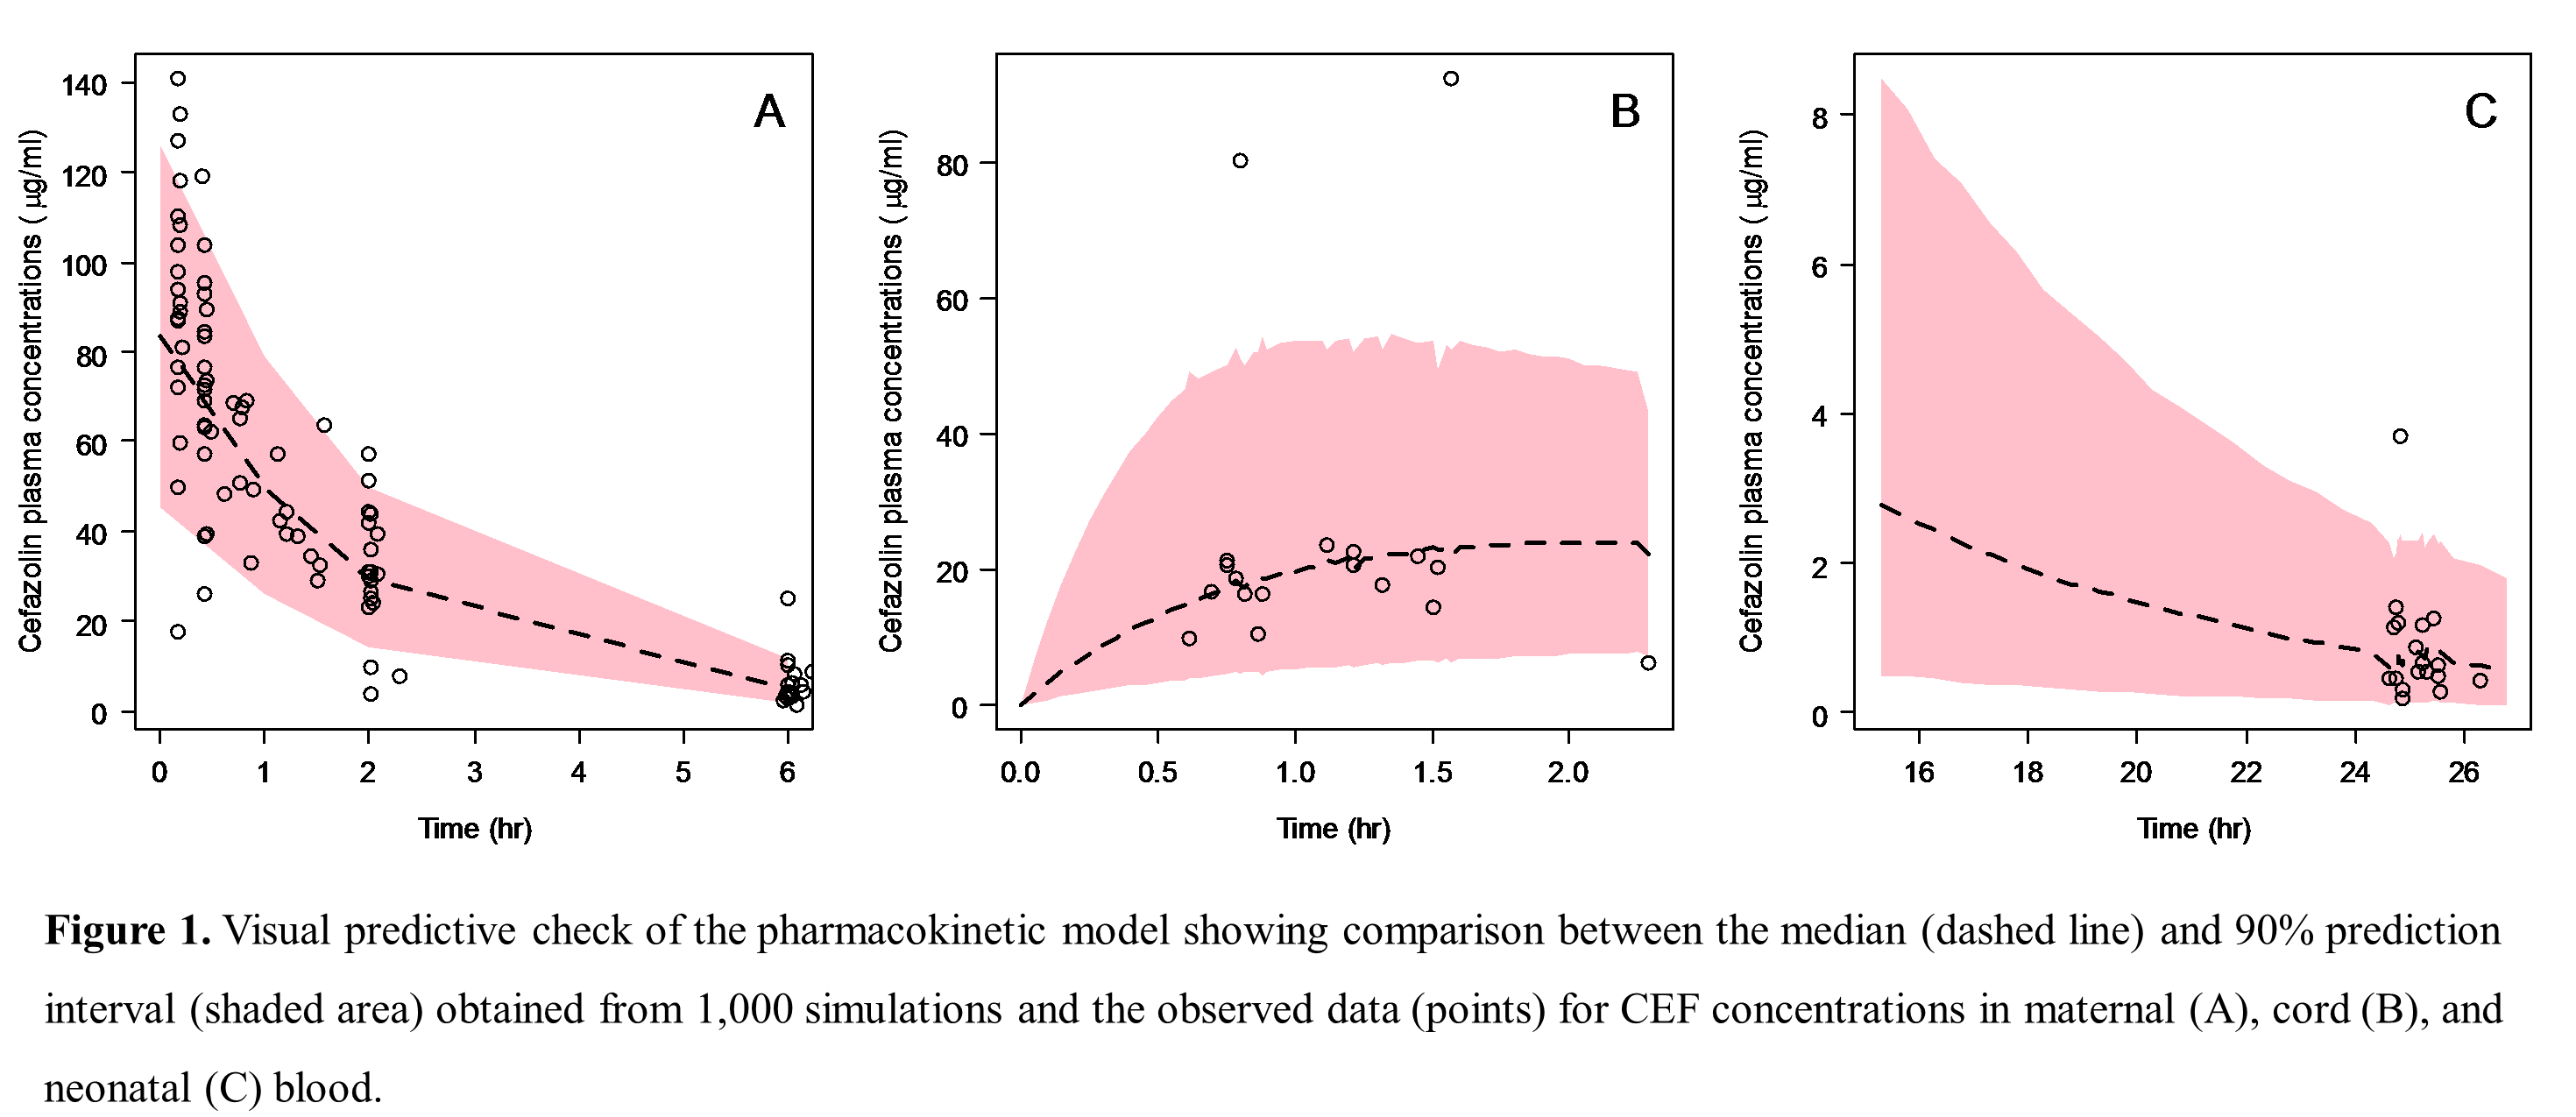 A
B
C
Cefazolin plasma concentrations ( µg/ml)
140
120
100
80
60
40
20
0
0 1 2 3 4 5 6
Time (hr)
Cefazolin plasma concentrations ( µg/ml)
80
60
40
20
0
0.0 0.5 1.0 1.5 2.0
Time (hr)
Cefazolin plasma concentrations ( µg/ml)
8
6
4
2
0
16 18 20 22 24 26
Time (hr)
Figure 1. Visual predictive check of the pharmacokinetic model showing comparison between the median (dashed line) and 90% prediction
interval (shaded area) obtained from 1,000 simulations and the observed data (points) for CEF concentrations in maternal (A), cord (B), and
neonatal (C) blood.